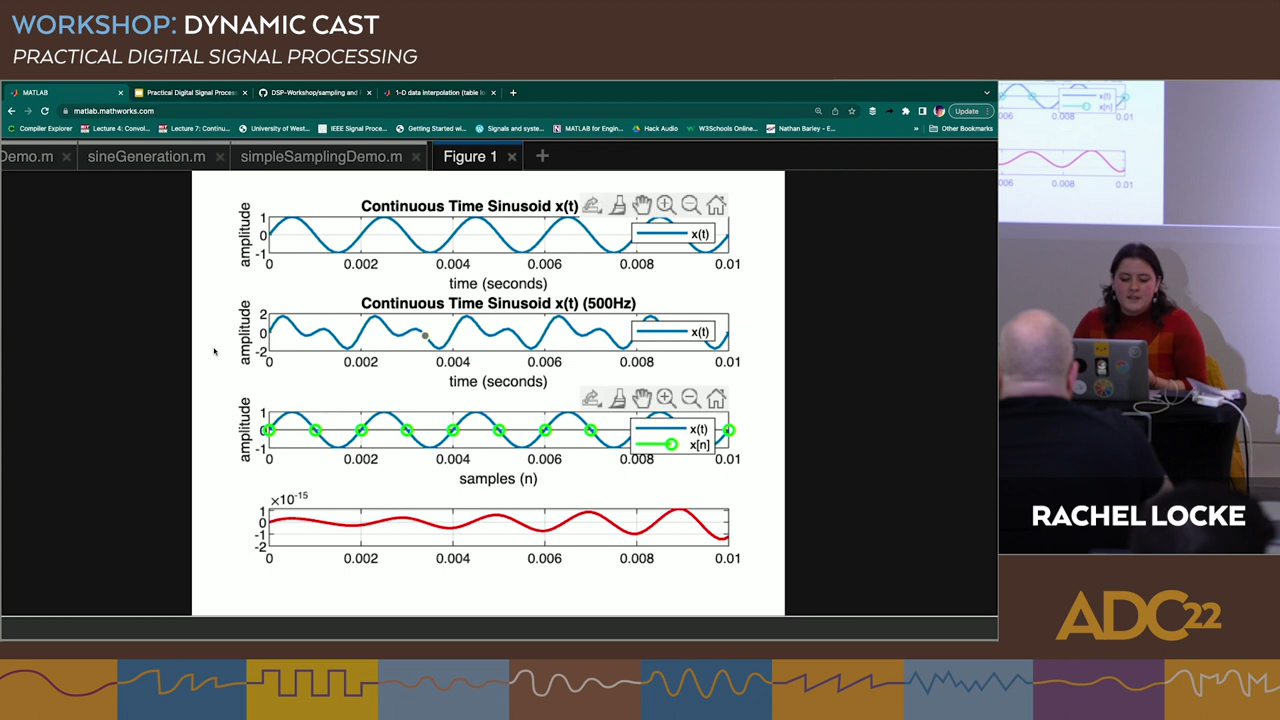 WORKSHOP: DYNAMIC CAST
PRACTICAL DIGITAL SIGNAL PROCESSING
MATLAB
Practical Digital Signal Proces
DSP-Workshop/sampling and
1-D data interpolation (table lo
matlab.mathworks.com
Update
Compiler Explorer
Lecture 4: Convol...
Lecture 7: Continu...
University of West...
IEEE Signal Proce...
Getting Started wi...
Signals and syste...
MATLAB for Engin...
Hack Audio
W3Schools Online...
Nathan Barley - E...
Other Bookmarks
Demo.m
sineGeneration.m
simpleSamplingDemo.m
Figure 1
Continuous Time Sinusoid x(t)
amplitude
1
0
-1
x(t)
0 0.002 0.004 0.006 0.008 0.01
time (seconds)
Continuous Time Sinusoid x(t) (500Hz)
amplitude
2
0
-2
x(t)
0 0.002 0.004 0.006 0.008 0.01
time (seconds)
amplitude
1
0
-1
x(t)
x[n]
0 0.002 0.004 0.006 0.008 0.01
samples (n)
×10-15
1
0
-1
-2
0 0.002 0.004 0.006 0.008 0.01
x(t)
x[n]
0.008 0.01
0.008 0.01
RACHEL LOCKE
ADC22